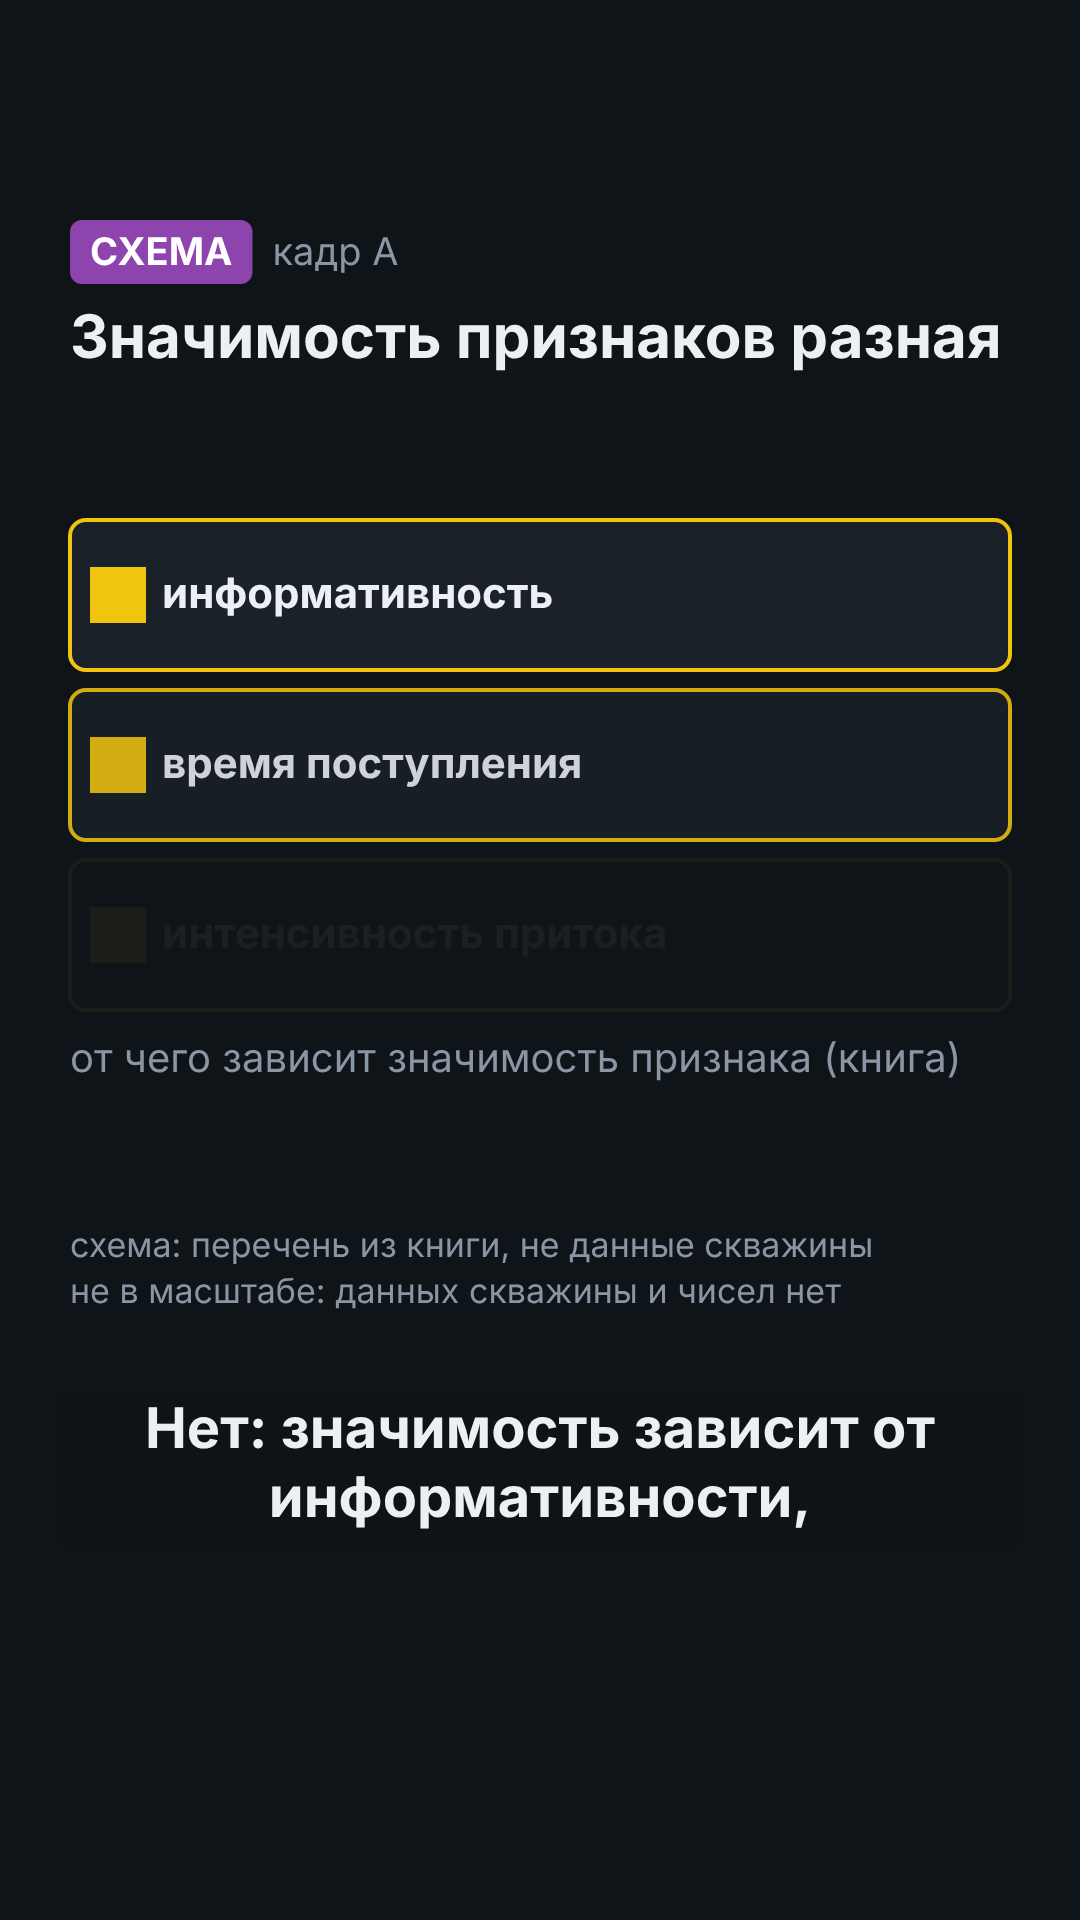 СХЕМА кадр А
Значимость признаков разная
информативность
время поступления
интенсивность притока
от чего зависит значимость признака (книга)
схема: перечень из книги, не данные скважины
не в масштабе: данных скважины и чисел нет
Нет: значимость зависит от
информативности,